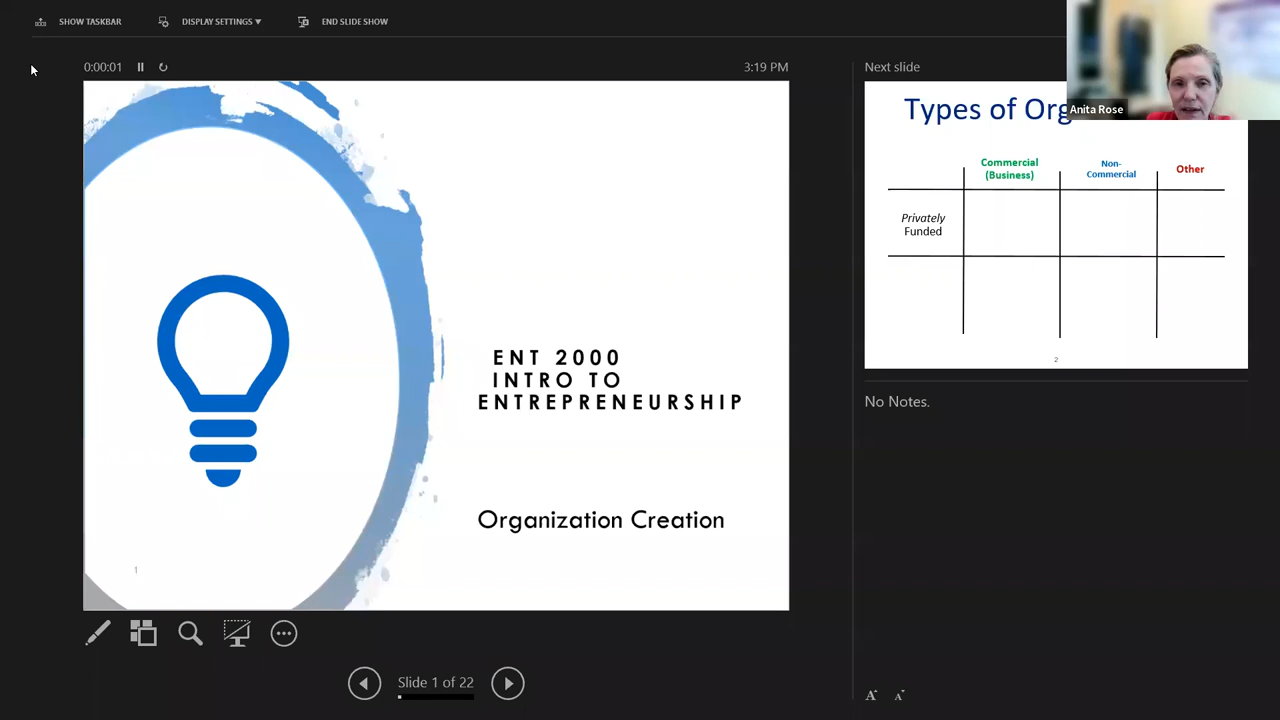 SHOW TASKBAR
DISPLAY SETTINGS
END SLIDE SHOW
0:00:01
3:19 PM
ENT 2000
INTRO TO
ENTREPRENEURSHIP
Organization Creation
1
Slide 1 of 22
Next slide
Anita Rose
Types of Org
Commercial
(Business)
Non-
Commercial
Other
Privately
Funded
2
No Notes.
A
A